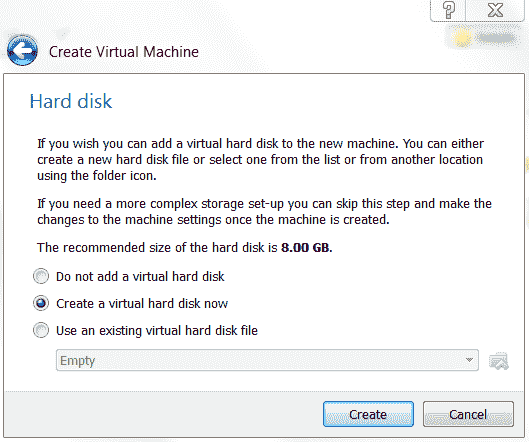 Create Virtual Machine
Hard disk
If you wish you can add a virtual hard disk to the new machine. You can either
create a new hard disk file or select one from the list or from another location
using the folder icon.
If you need a more complex storage set-up you can skip this step and make the
changes to the machine settings once the machine is created.
The recommended size of the hard disk is 8.00 GB.
Do not add a virtual hard disk
Create a virtual hard disk now
Use an existing virtual hard disk file
Empty
Create
Cancel